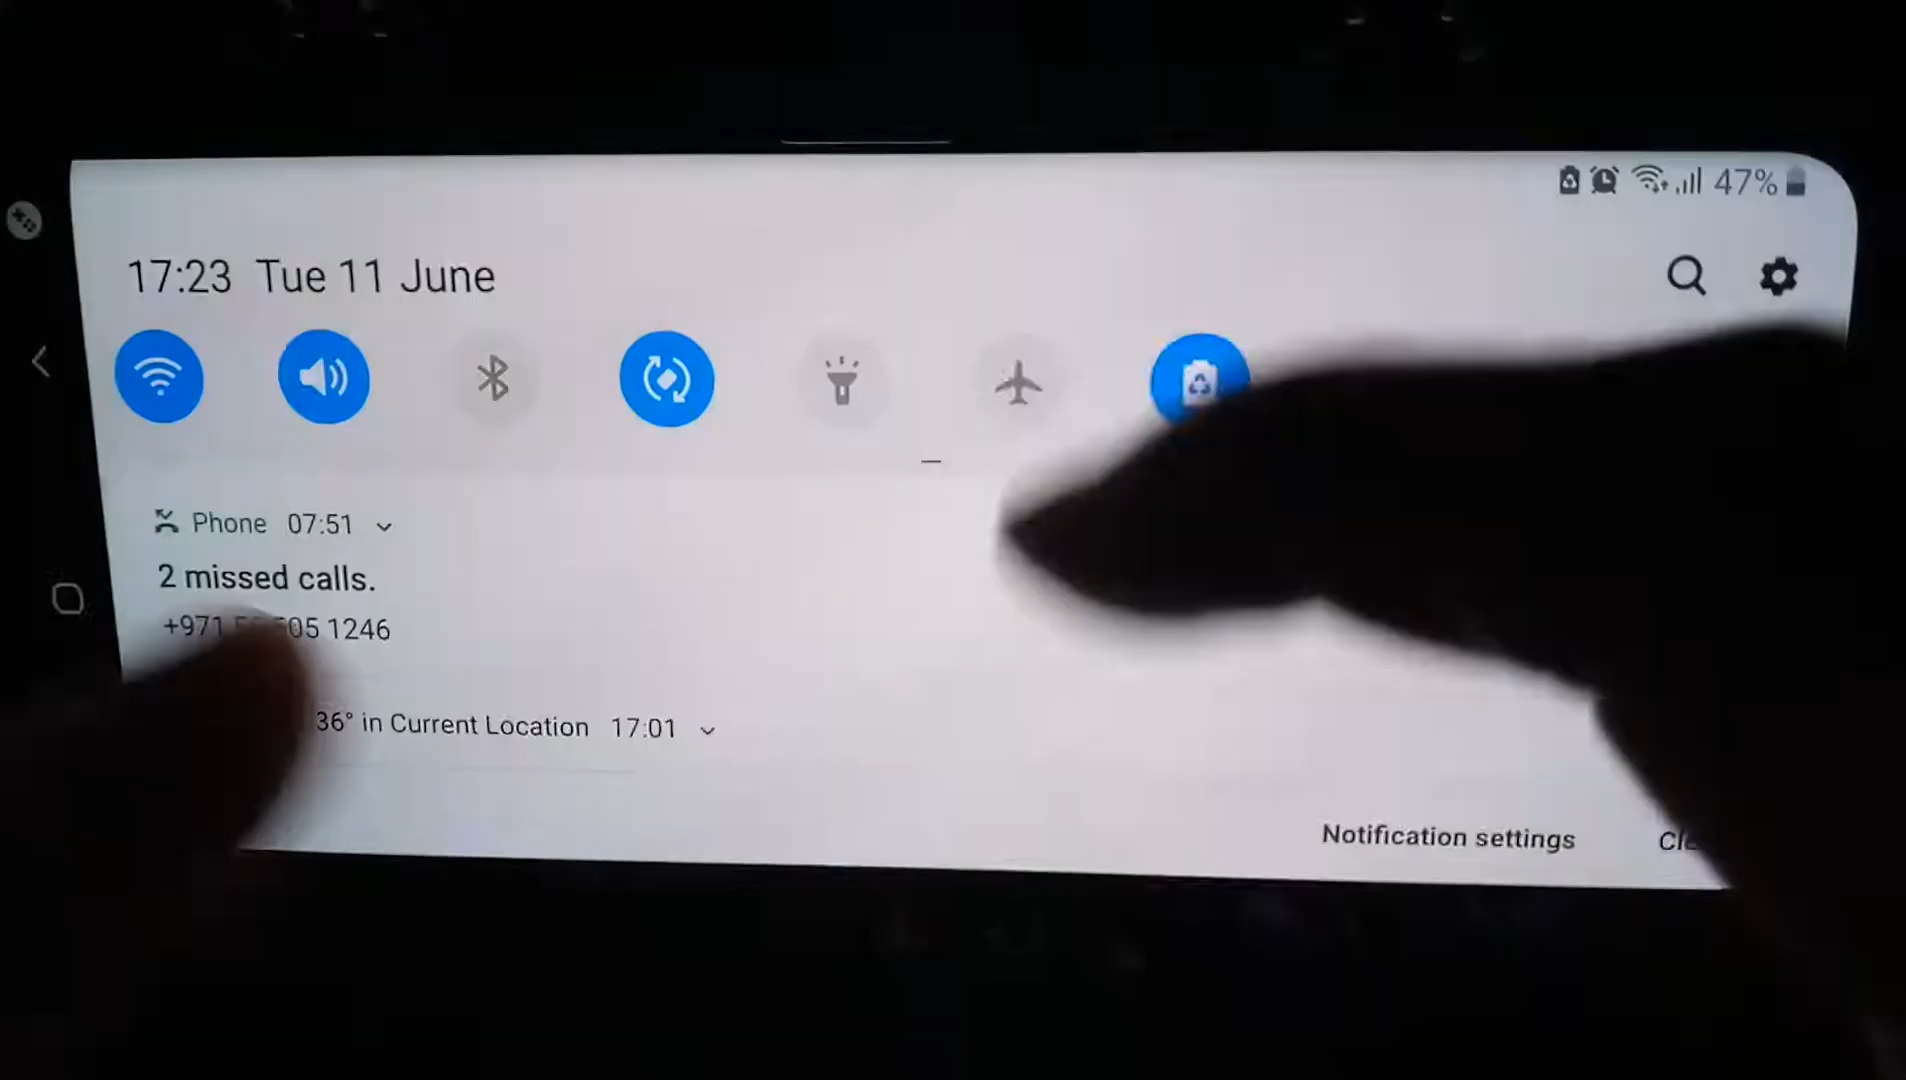 47%
17:23 Tue 11 June
Phone 07:51
2 missed calls.
1246
36° in Current Location 17:01
Notification settings